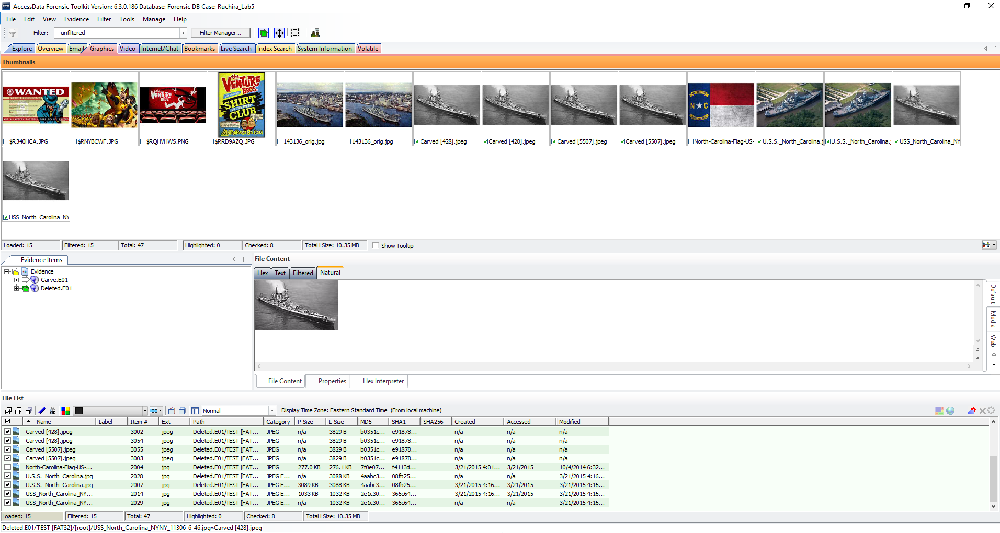 AccessData Forensic Toolkit Version: 6.3.0.186 Database: Forensic DB Case: Ruchira_Lab5
File Edit View Evidence Filter Tools Manage Help
Filter: - unfiltered - Filter Manager...
Explore Overview Email Graphics Video Internet/Chat Bookmarks Live Search Index Search System Information Volatile
Thumbnails
WANTED
AND A LARGER, POSSIBLY MORE DEADLY FRIEND
the VENTURE BROS.
the VENTURE BROS.
SHIRT OF THE WEEK CLUB
ASTROBASEGO.COM
N C
$R340HCA.JPG $RNYBCWF.JPG $RQHVHWS.PNG $RRD9AZQ.JPG 143136_orig.jpg 143136_orig.jpg Carved [428].jpeg Carved [428].jpeg Carved [5507].jpeg Carved [5507].jpeg North-Carolina-Flag-US- U.S.S._North_Carolina.j U.S.S._North_Carolina.j USS_North_Carolina_NY
USS_North_Carolina_NY
Loaded: 15 Filtered: 15 Total: 47 Highlighted: 0 Checked: 8 Total LSize: 10.35 MB Show Tooltip
Evidence Items
Evidence
Carve.E01
Deleted.E01
File Content
Hex Text Filtered Natural
Default
Media
Web
File Content Properties Hex Interpreter
File List
Normal Display Time Zone: Eastern Standard Time (From local machine)
Name Label Item # Ext Path Category P-Size L-Size MD5 SHA1 SHA256 Created Accessed Modified
Carved [428].jpeg 3002 jpeg Deleted.E01/TEST [FAT... JPEG n/a 3829 B b0351c... e91878... n/a n/a n/a
Carved [428].jpeg 3054 jpeg Deleted.E01/TEST [FAT... JPEG n/a 3829 B b0351c... e91878... n/a n/a n/a
Carved [5507].jpeg 3055 jpeg Deleted.E01/TEST [FAT... JPEG n/a 3829 B b0351c... e91878... n/a n/a n/a
Carved [5507].jpeg 3003 jpeg Deleted.E01/TEST [FAT... JPEG n/a 3829 B b0351c... e91878... n/a n/a n/a
North-Carolina-Flag-US-... 2004 jpg Deleted.E01/TEST [FAT... JPEG 277.0 KB 276.1 KB 7f0e07... f4113d... 3/21/2015 4:01... 3/21/2015 10/4/2014 6:32...
U.S.S._North_Carolina.jpg 2028 jpg Deleted.E01/TEST [FAT... JPEG E... n/a 3088 KB 4aabc3... 08fb25... n/a n/a 3/21/2015 4:16...
U.S.S._North_Carolina.jpg 2007 jpg Deleted.E01/TEST [FAT... JPEG E... 3089 KB 3088 KB 4aabc3... 08fb25... 3/21/2015 4:16... 3/21/2015 3/21/2015 4:16...
USS_North_Carolina_NY... 2014 jpg Deleted.E01/TEST [FAT... JPEG E... 1033 KB 1032 KB 2e1c30... 365c64... 3/21/2015 4:16... 3/21/2015 3/21/2015 4:16...
USS_North_Carolina_NY... 2029 jpg Deleted.E01/TEST [FAT... JPEG E... n/a 1032 KB 2e1c30... 365c64... n/a n/a 3/21/2015 4:16...
Loaded: 15 Filtered: 15 Total: 47 Highlighted: 0 Checked: 8 Total LSize: 10.35 MB
Deleted.E01/TEST [FAT32]/[root]/USS_North_Carolina_NYNY_11306-6-46.jpg»Carved [428].jpeg